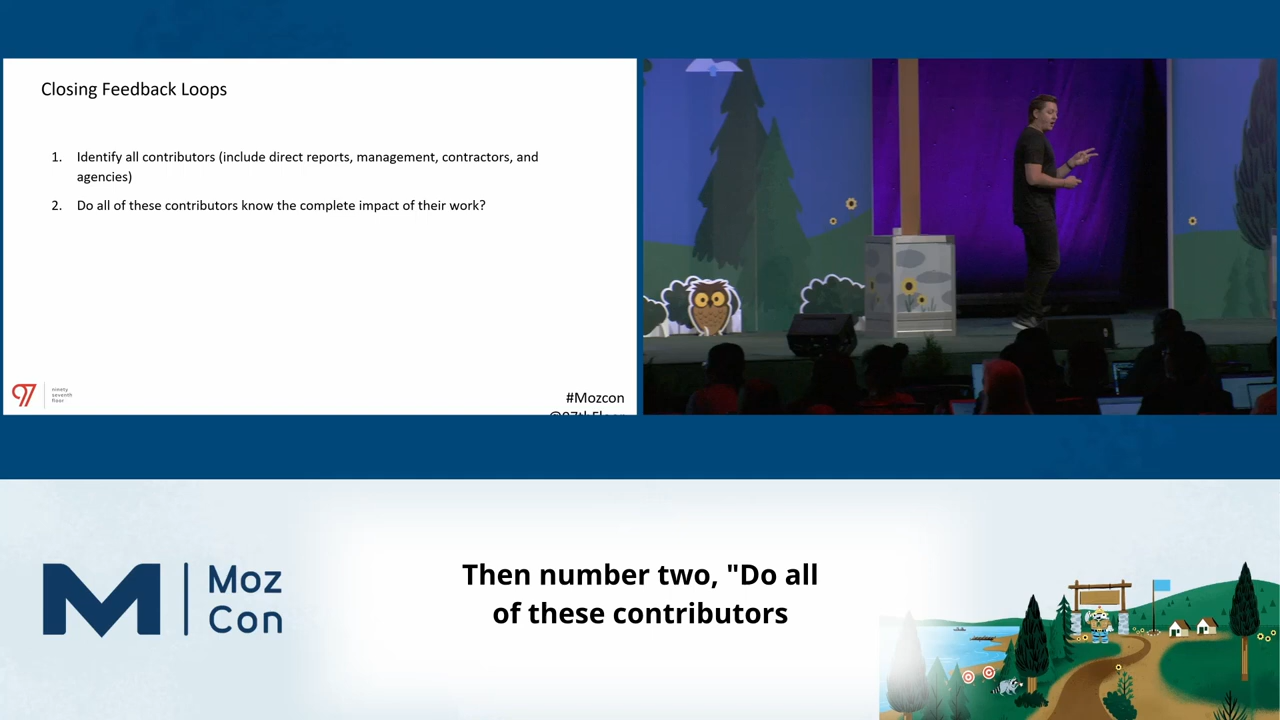 Closing Feedback Loops
1. Identify all contributors (include direct reports, management, contractors, and
agencies)
2. Do all of these contributors know the complete impact of their work?
97
ninety
seventh
floor
#Mozcon
@97thFloor
Moz
Con
Then number two, "Do all
of these contributors